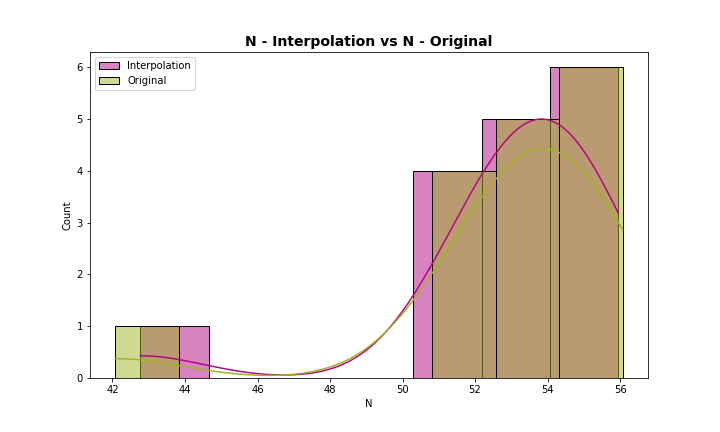 N - Interpolation vs N - Original
Interpolation
Original
6
5
4
3
2
1
0
Count
42 44 46 48 50 52 54 56
N